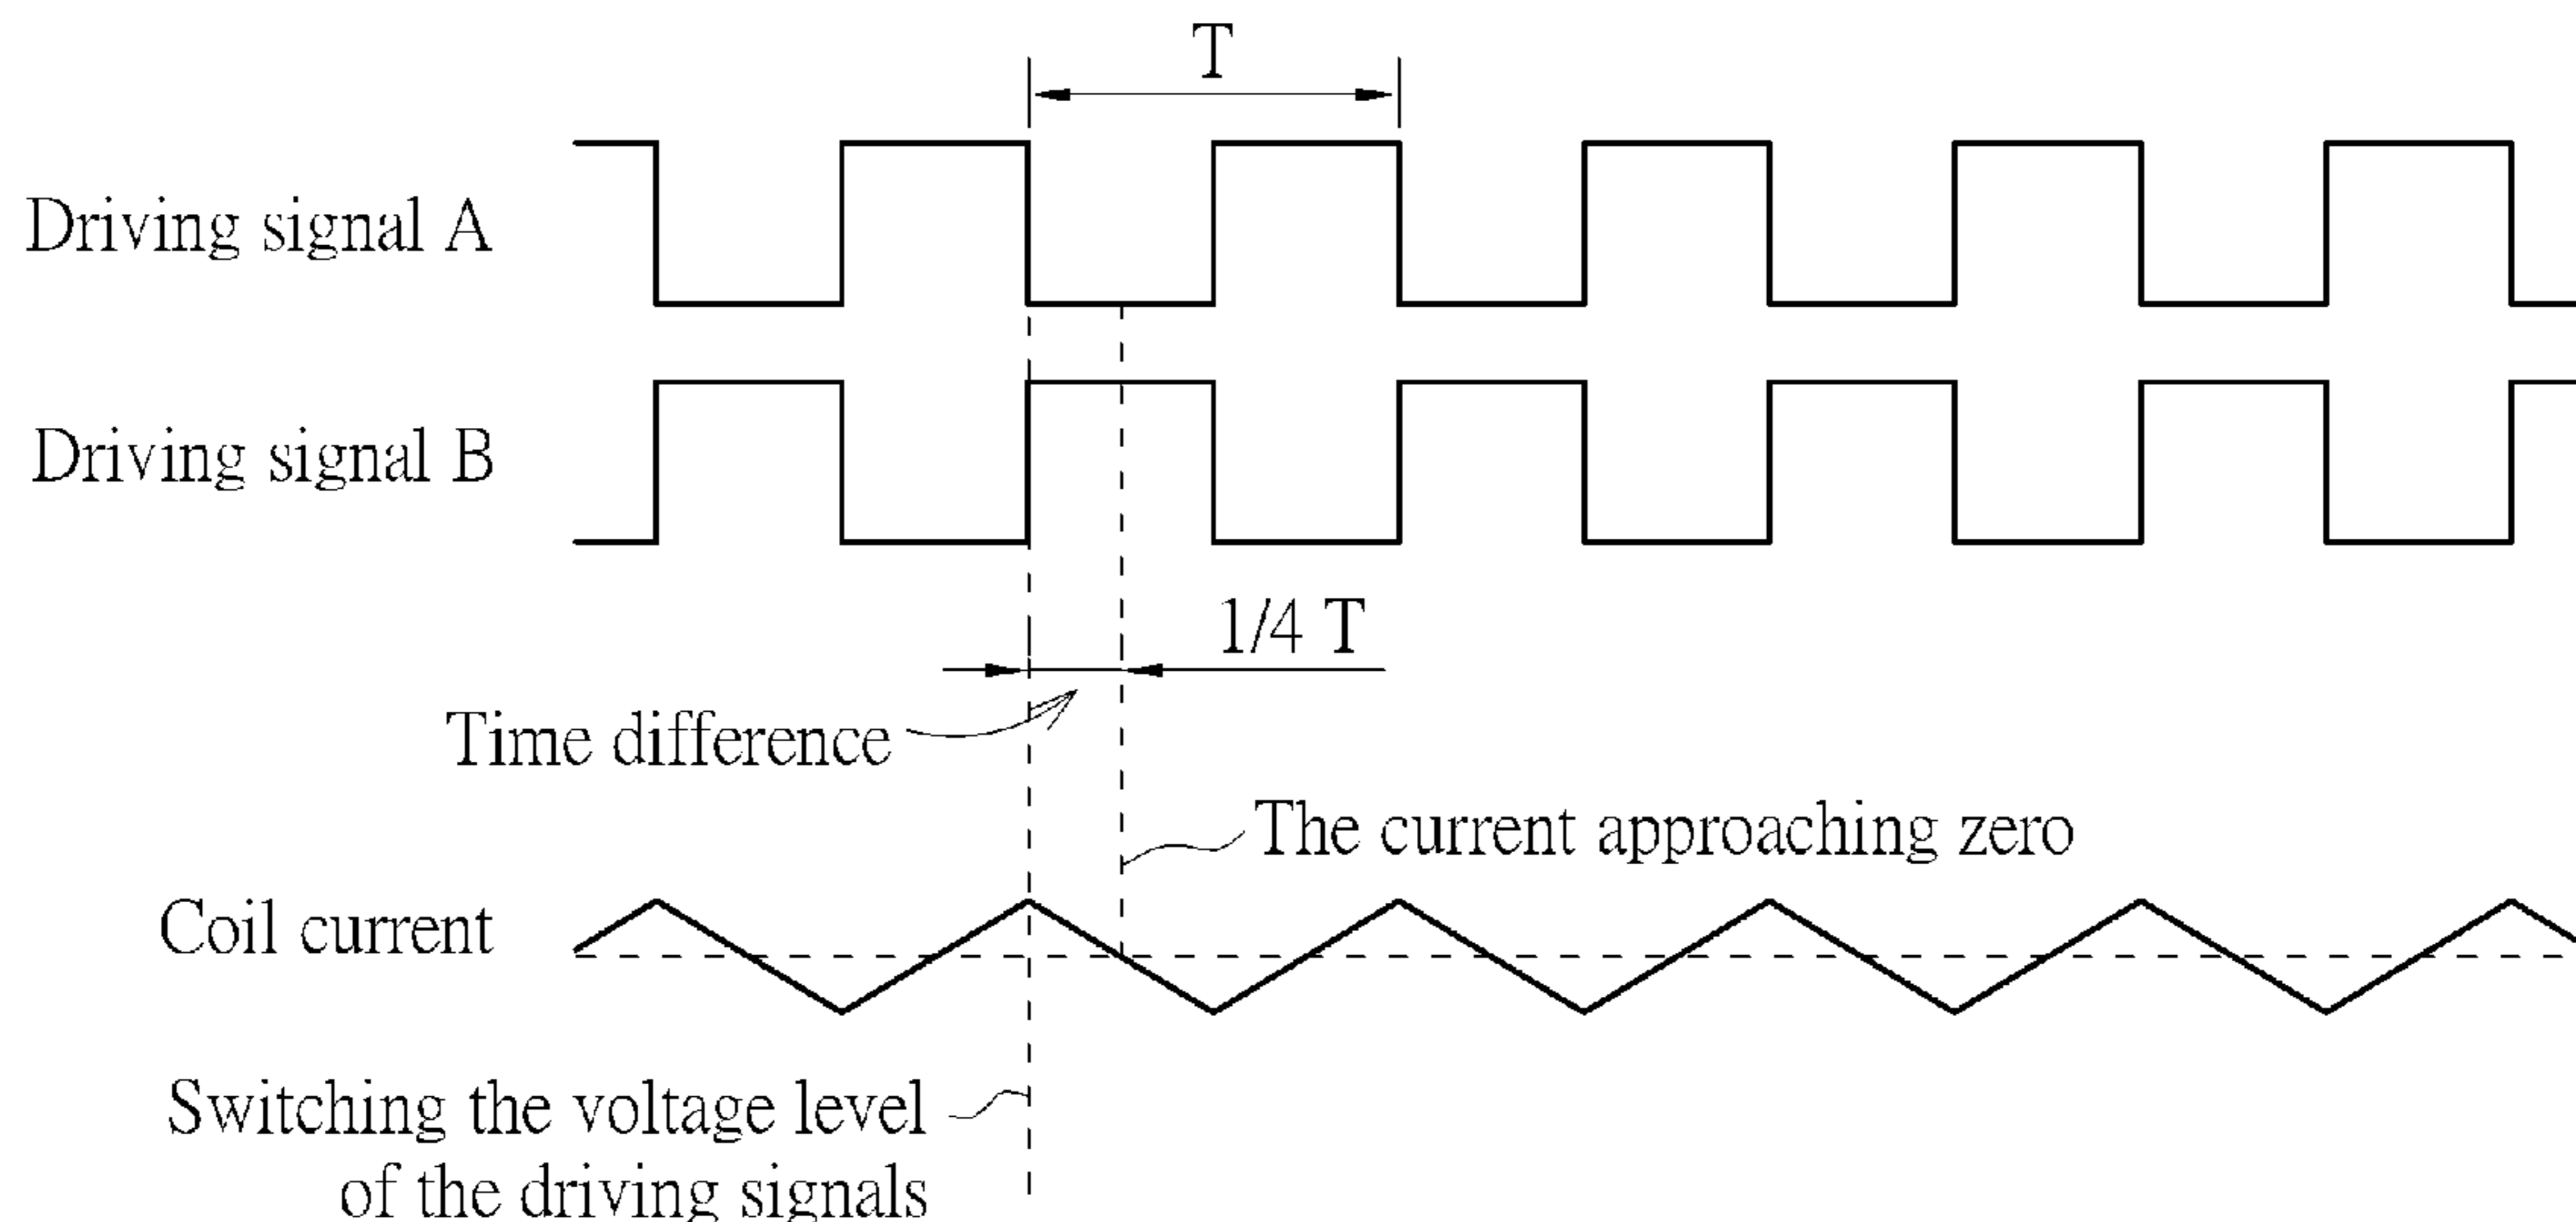 T
Driving signal A
Driving signal B
1/4 T
Time difference
The current approaching zero
Coil current
Switching the voltage level
of the driving signals